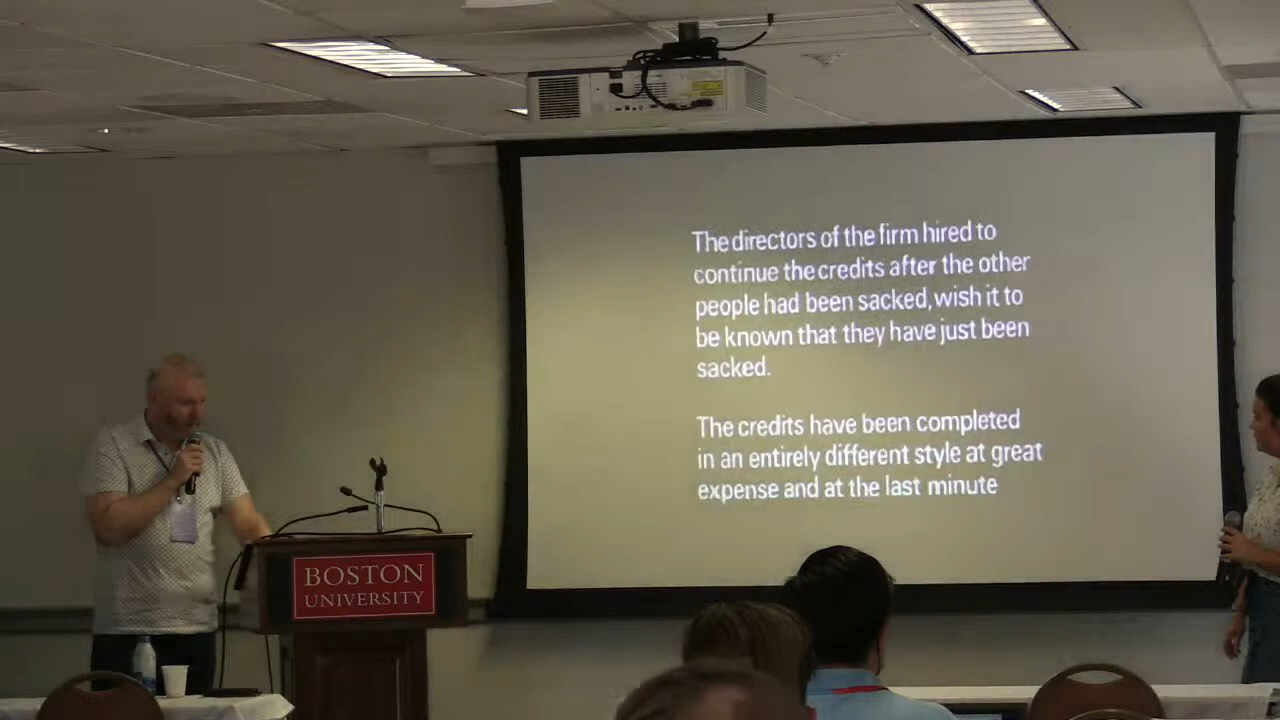 The directors of the firm hired to
continue the credits after the other
people had been sacked, wish it to
be known that they have just been
sacked.
The credits have been completed
in an entirely different style at great
expense and at the last minute
BOSTON
UNIVERSITY